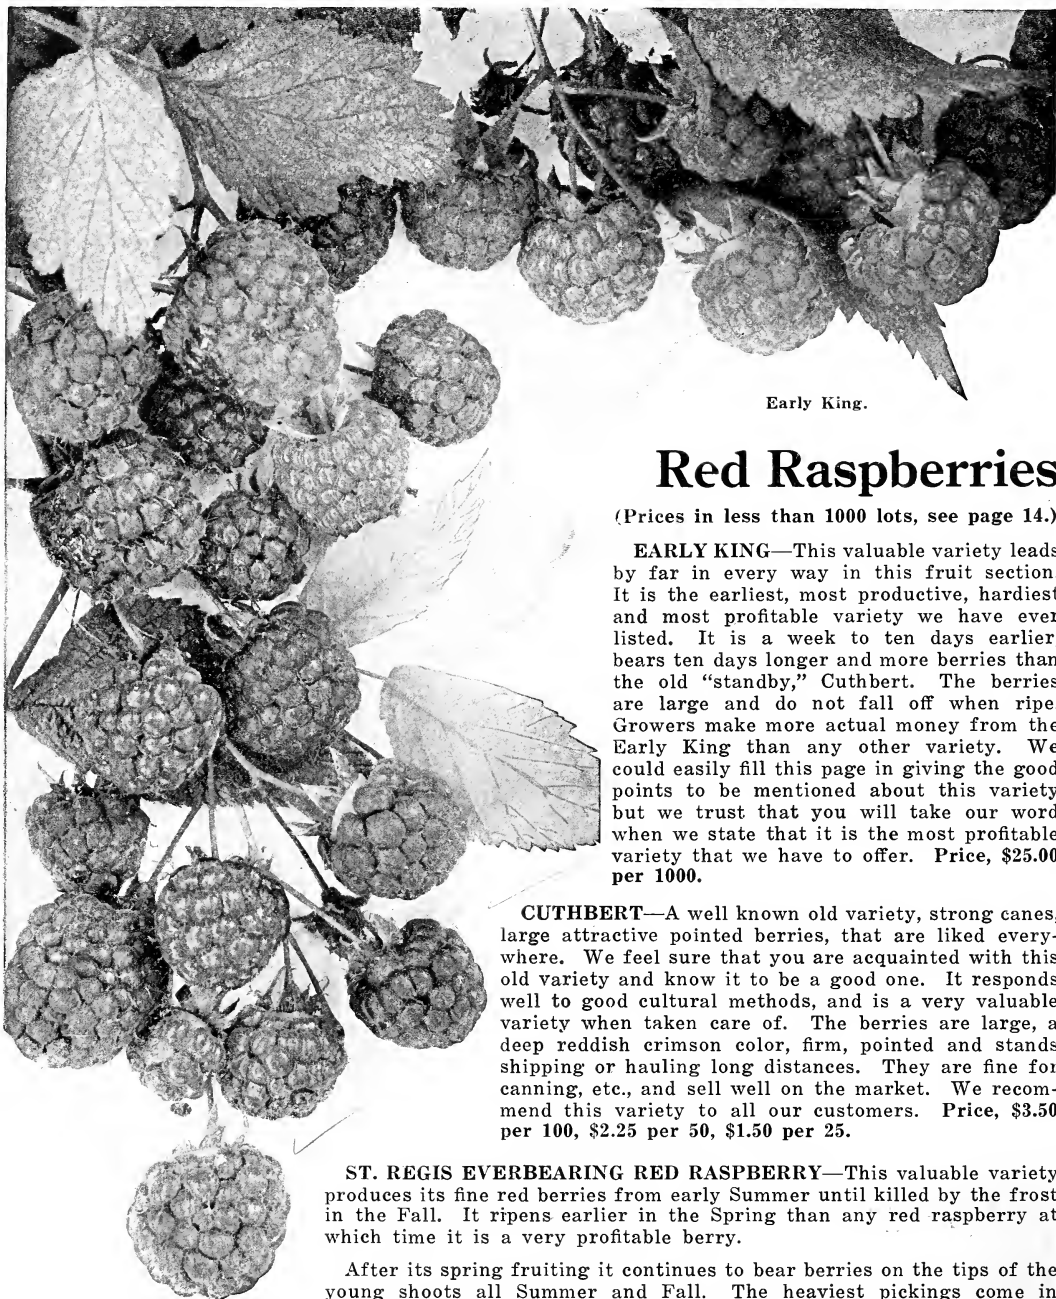 Early King.
Red Raspberries
(Prices in less than 1000 lots, see page 14.)
EARLY KING—This valuable variety leads
by far in every way in this fruit section
It is the earliest, most productive, hardiest
and most profitable variety we have ever
listed. It is a week to ten days earlier
bears ten days longer and more berries than
the old “standby,” Cuthbert. The berries
are large and do not fall off when ripe
Growers make more actual money from the
Early King than any other variety. We
could easily fill this page in giving the good
points to be mentioned about this variety
but we trust that you will take our word
when we state that it is the most profitable
variety that we have to offer. Price, $25.00
per 1000.
CUTHBERT—A well known old variety, strong canes,
large attractive pointed berries, that are liked every-
where. We feel sure that you are acquainted with this
old variety and know it to be a good one. It responds
well to good cultural methods, and is a very valuable
variety when taken care of. The berries are large, a
deep reddish crimson color, firm, pointed and stands
shipping or hauling long distances. They are fine for
canning, etc., and sell well on the market. We recom-
mend this variety to all our customers. Price, $3.50
per 100, $2.25 per 50, $1.50 per 25.
ST. REGIS EVERBEARING RED RASPBERRY—This valuable variety
produces its fine red berries from early Summer until killed by the frost
in the Fall. It ripens earlier in the Spring than any red raspberry at
which time it is a very profitable berry.
After its spring fruiting it continues to bear berries on the tips of the
young shoots all Summer and Fall. The heaviest pickings come in